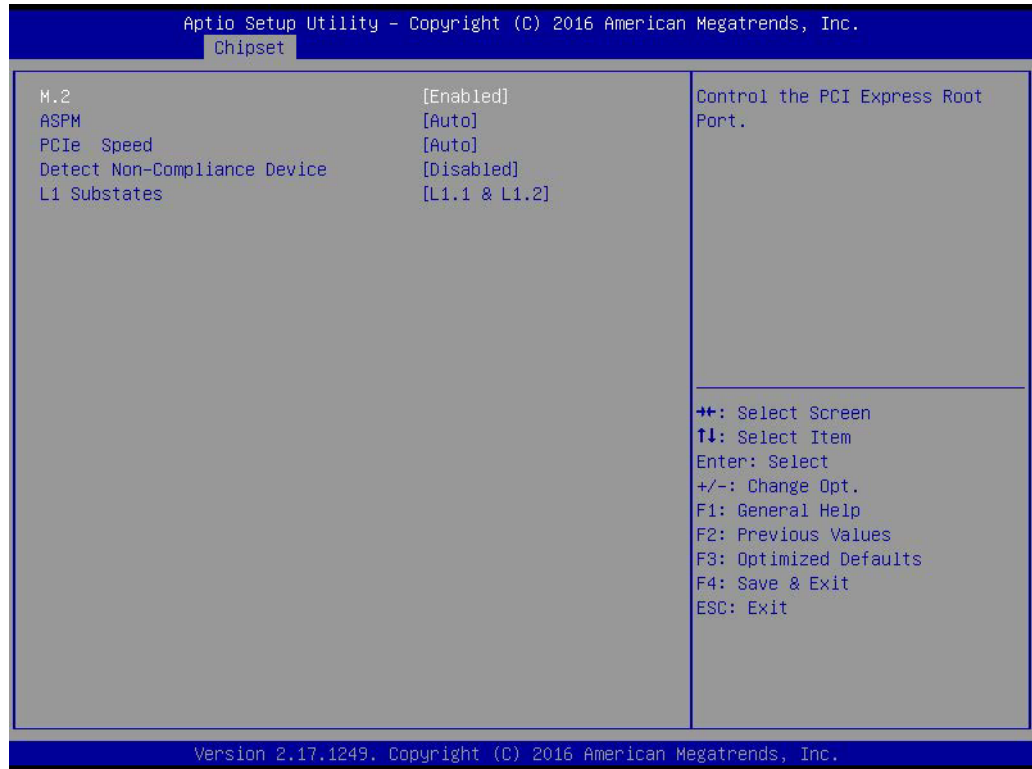 Aptio Setup Utility – Copyright (C) 2016 American Megatrends, Inc.
Chipset
M.2 [Enabled]
ASPM [Auto]
PCIe  Speed [Auto]
Detect Non-Compliance Device [Disabled]
L1 Substates [L1.1 & L1.2]
Control the PCI Express Root
Port.
→←: Select Screen
↑↓: Select Item
Enter: Select
+/-: Change Opt.
F1: General Help
F2: Previous Values
F3: Optimized Defaults
F4: Save & Exit
ESC: Exit
Version 2.17.1249. Copyright (C) 2016 American Megatrends, Inc.